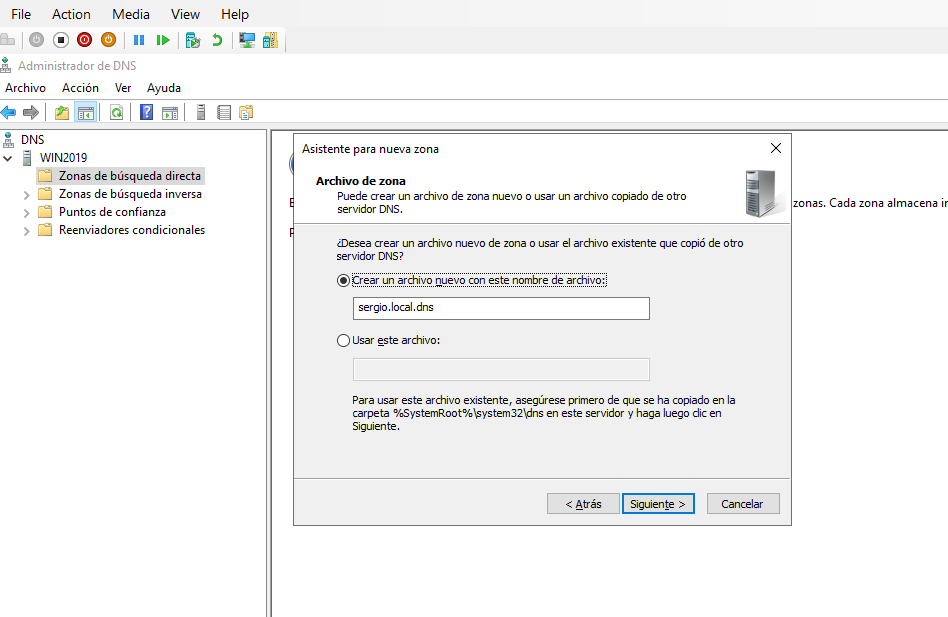 File Action Media View Help
Administrador de DNS
Archivo Acción Ver Ayuda
DNS
WIN2019
Zonas de búsqueda directa
Zonas de búsqueda inversa
Puntos de confianza
Reenviadores condicionales
Asistente para nueva zona
Archivo de zona
Puede crear un archivo de zona nuevo o usar un archivo copiado de otro
servidor DNS.
zonas. Cada zona almacena in
¿Desea crear un archivo nuevo de zona o usar el archivo existente que copió de otro
servidor DNS?
Crear un archivo nuevo con este nombre de archivo:
sergio.local.dns
Usar este archivo:
Para usar este archivo existente, asegúrese primero de que se ha copiado en la
carpeta %SystemRoot%\system32\dns en este servidor y haga luego clic en
Siguiente.
< Atrás Siguiente > Cancelar